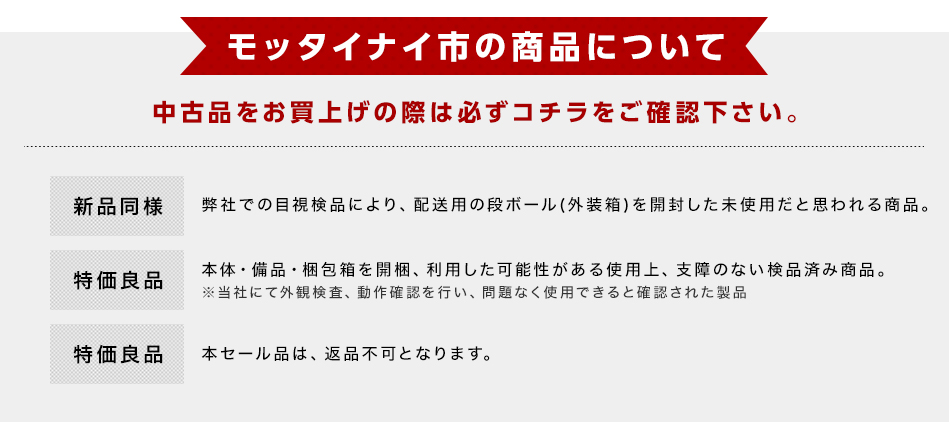 モッタイナイ市の商品について
中古品をお買上げの際は必ずコチラをご確認下さい。
新品同様
弊社での目視検品により、配送用の段ボール(外装箱)を開封した未使用だと思われる商品。
特価良品
本体・備品・梱包箱を開梱、利用した可能性がある使用上、支障のない検品済み商品。
※当社にて外観検査、動作確認を行い、問題なく使用できると確認された製品
特価良品
本セール品は、返品不可となります。